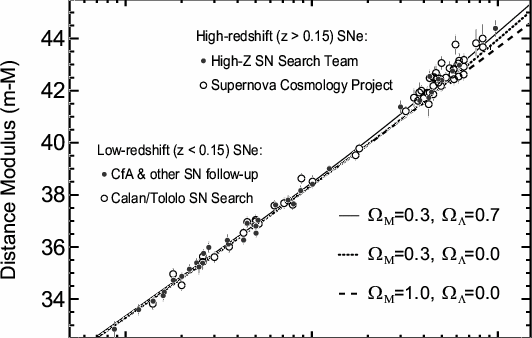 High-redshift (z > 0.15) SNe:
High-Z SN Search Team
Supernova Cosmology Project
Low-redshift (z < 0.15) SNe:
CfA & other SN follow-up
Calan/Tololo SN Search
Distance Modulus (m-M)
44
42
40
38
36
34
ΩM=0.3, ΩΛ=0.7
ΩM=0.3, ΩΛ=0.0
ΩM=1.0, ΩΛ=0.0